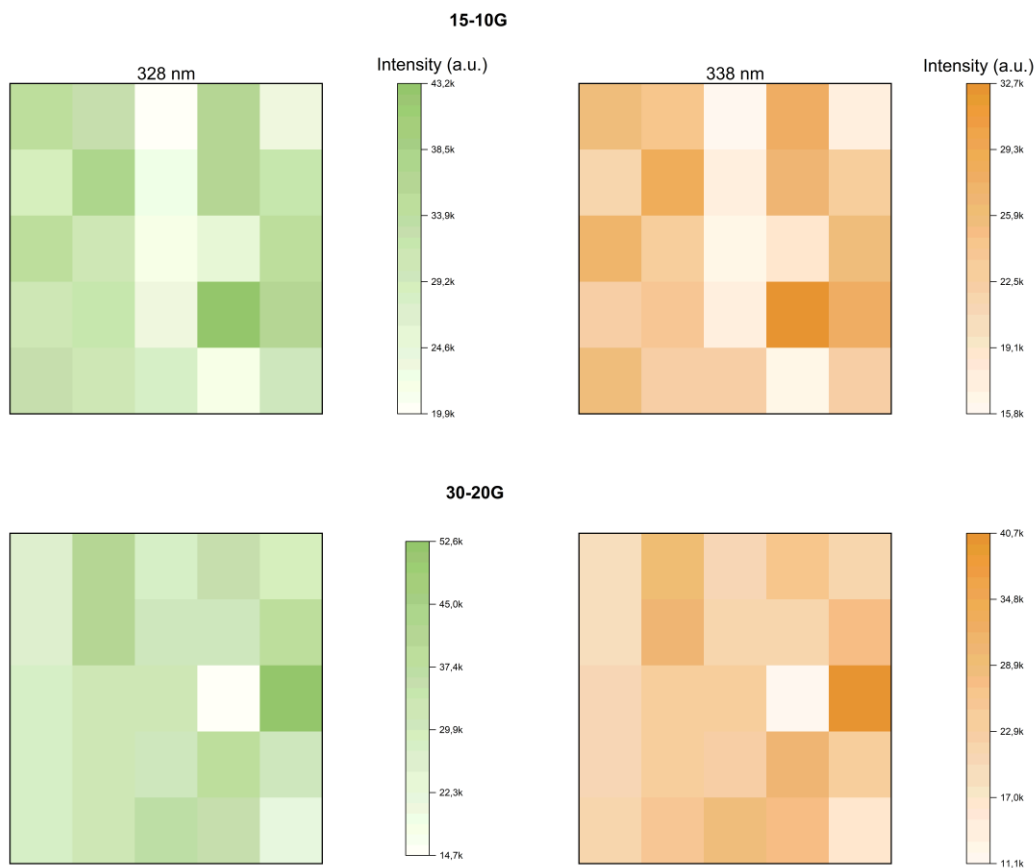 15-10G
328 nm
Intensity (a.u.)
43,2k
38,5k
33,9k
29,2k
24,6k
19,9k
338 nm
Intensity (a.u.)
32,7k
29,3k
25,9k
22,5k
19,1k
15,8k
30-20G
52,6k
45,0k
37,4k
29,9k
22,3k
14,7k
40,7k
34,8k
28,9k
22,9k
17,0k
11,1k